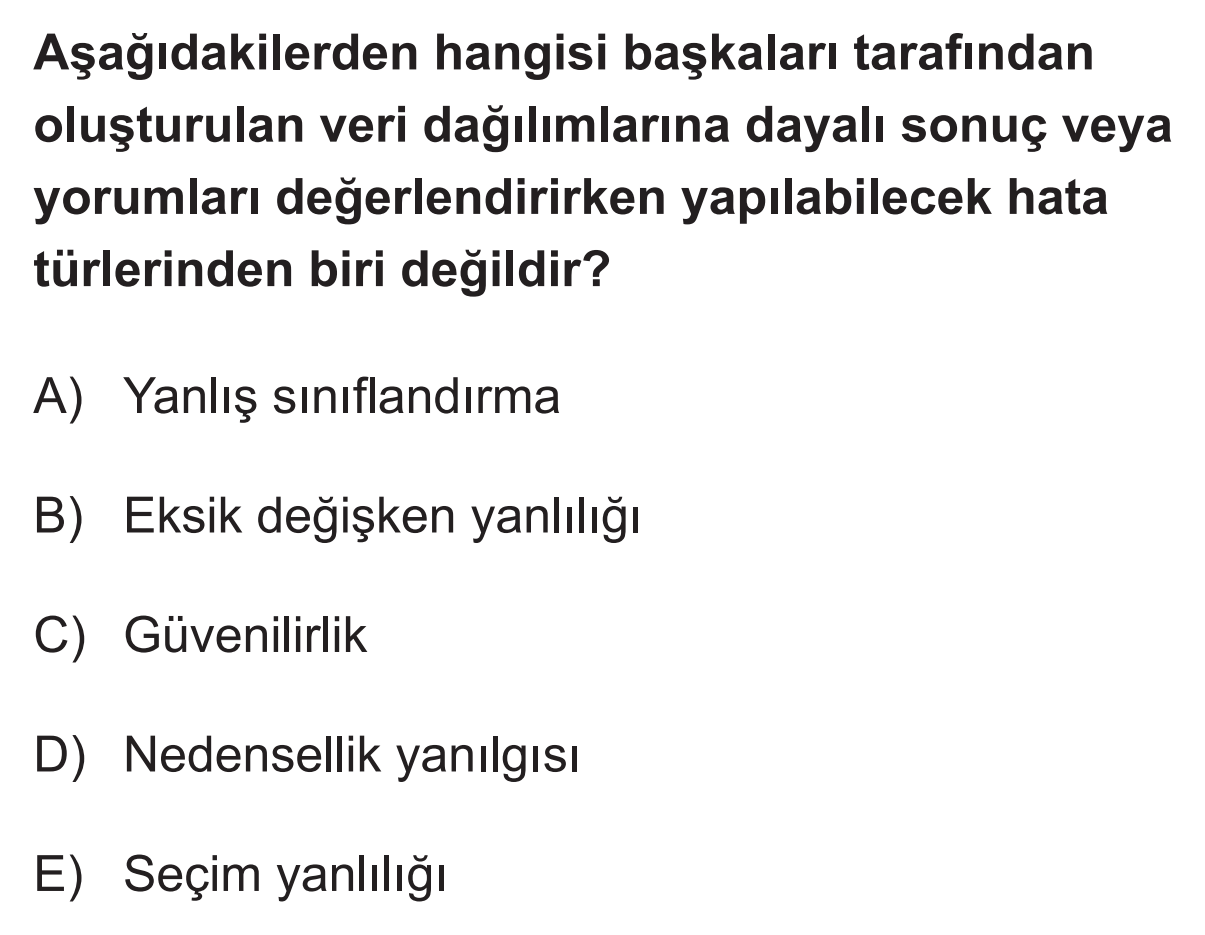 Aşağıdakilerden hangisi başkaları tarafından
oluşturulan veri dağılımlarına dayalı sonuç veya
yorumları değerlendirirken yapılabilecek hata
türlerinden biri değildir?
A) Yanlış sınıflandırma
B) Eksik değişken yanlılığı
C) Güvenilirlik
D) Nedensellik yanılgısı
E) Seçim yanlılığı